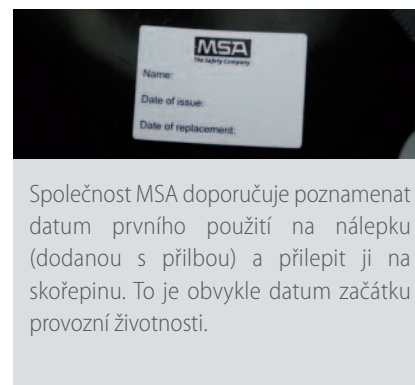 MSA
The Safety Company
Name:
Date of issue:
Date of replacement:
Společnost MSA doporučuje poznamenat
datum prvního použití na nálepku
(dodanou s přilbou) a přilepit ji na
skořepinu. To je obvykle datum začátku
provozní životnosti.